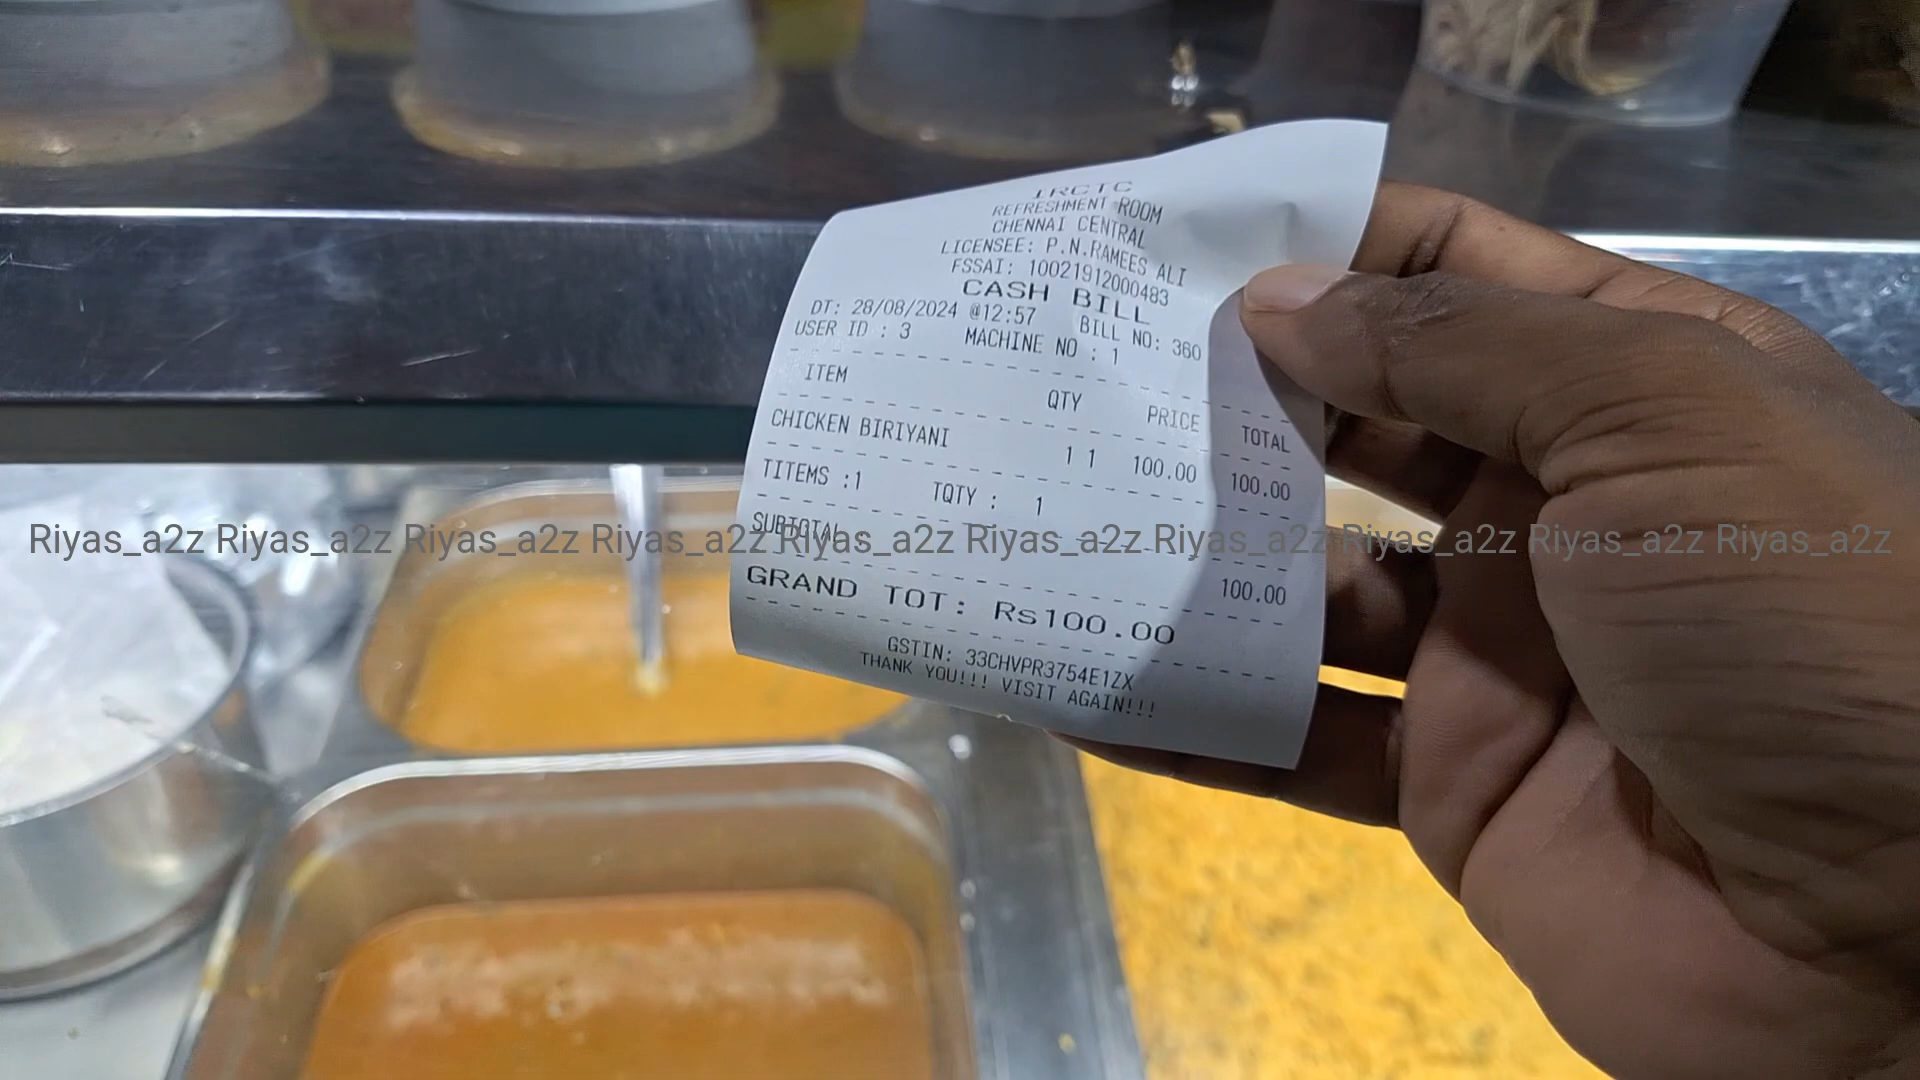 IRCTC
REFRESHMENT ROOM
CHENNAI CENTRAL
LICENSEE: P.N.RAMEES ALI
FSSAI: 10021912000483
CASH BILL
DT: 28/08/2024 @12:57 BILL NO: 360
USER ID : 3 MACHINE NO : 1
ITEM QTY PRICE TOTAL
CHICKEN BIRIYANI 1 1 100.00 100.00
TITEMS :1 TQTY : 1
SUBTOTAL 100.00
Riyas_a2z Riyas_a2z Riyas_a2z Riyas_a2z Riyas_a2z Riyas_a2z Riyas_a2z Riyas_a2z Riyas_a2z Riyas_a2z
GRAND TOT: Rs100.00
GSTIN: 33CHVPR3754E1ZX
THANK YOU!!! VISIT AGAIN!!!